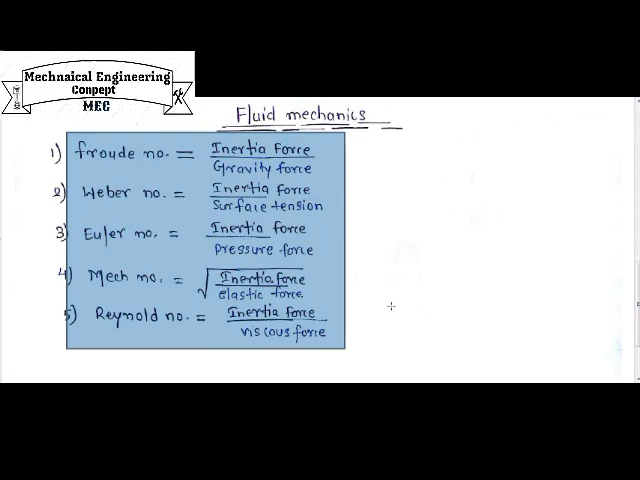 Mechnaical Engineering
Conpept
MEC
Fluid mechanics
1) Froude no. = Inertia Force
Gravity force
2) Weber no. = Inertia force
Surface tension
3) Euler no. = Inertia force
Pressure force
4) Mech no. = √ Inertia force
elastic force
5) Reynold no. = Inertia force
viscous force